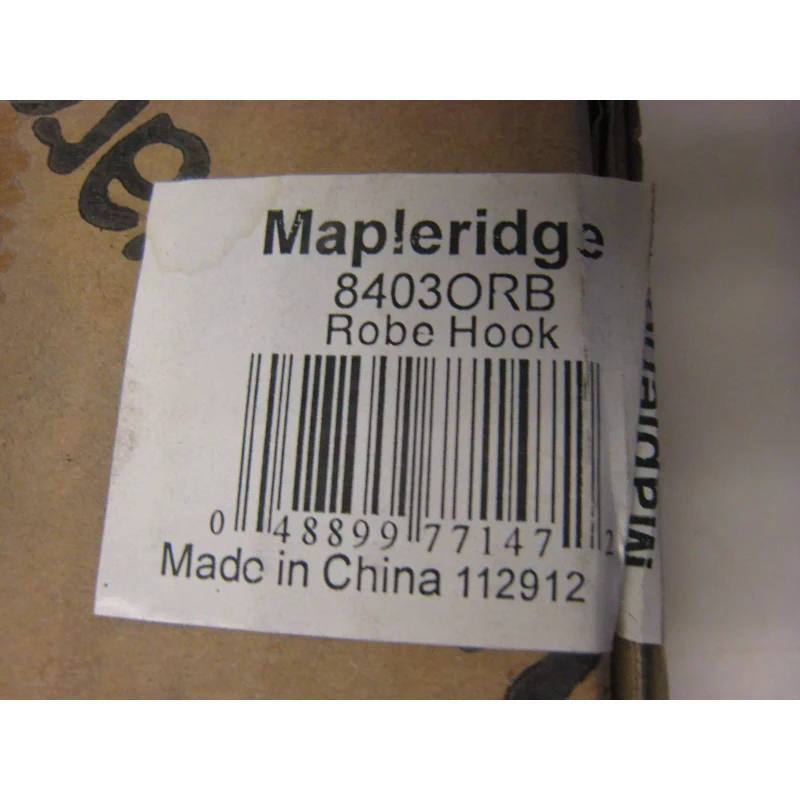 Mapleridge
8403ORB
Robe Hook
0 48899 77147 2
Made in China 112912